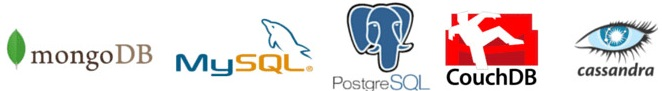 mongoDB
MySQL®
PostgreSQL
CouchDB
cassandra